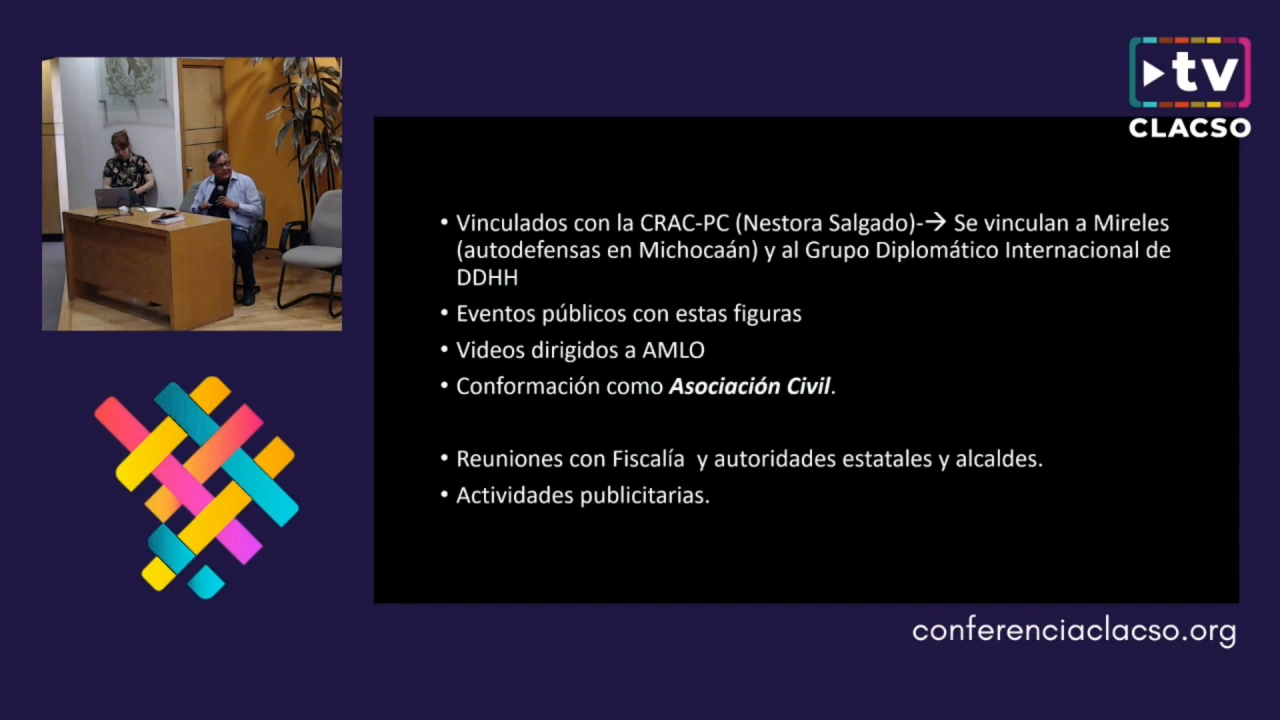 tv
CLACSO
• Vinculados con la CRAC-PC (Nestora Salgado)-→ Se vinculan a Mireles
(autodefensas en Michocaán) y al Grupo Diplomático Internacional de
DDHH
• Eventos públicos con estas figuras
• Videos dirigidos a AMLO
• Conformación como Asociación Civil.
• Reuniones con Fiscalía y autoridades estatales y alcaldes.
• Actividades publicitarias.
conferenciaclacso.org